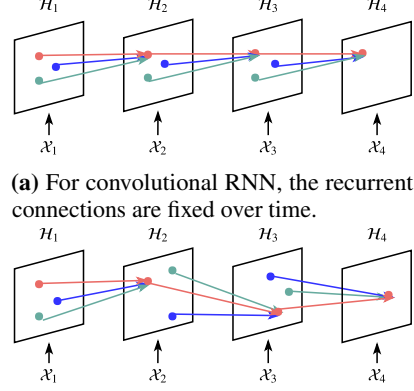 H₁ H₂ H₃ H₄
X₁ X₂ X₃ X₄
(a) For convolutional RNN, the recurrent
connections are fixed over time.
H₁ H₂ H₃ H₄
X₁ X₂ X₃ X₄